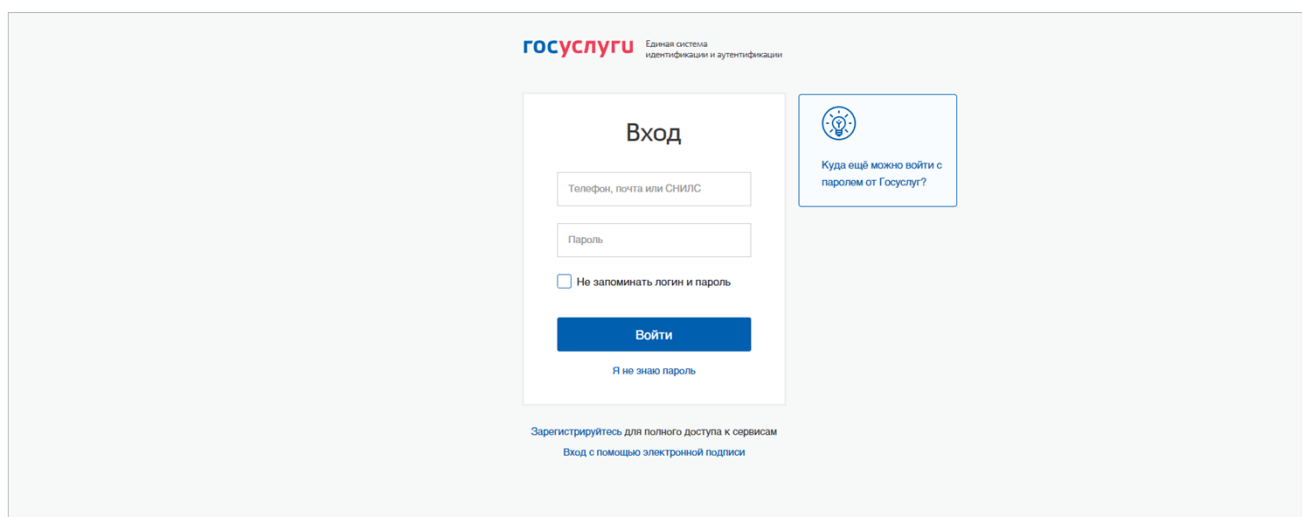 госуслуги
Единая система
идентификации и аутентификации
Вход
Телефон, почта или СНИЛС
Пароль
Не запоминать логин и пароль
Войти
Я не знаю пароль
Куда ещё можно войти с
паролем от Госуслуг?
Зарегистрируйтесь для полного доступа к сервисам
Вход с помощью электронной подписи